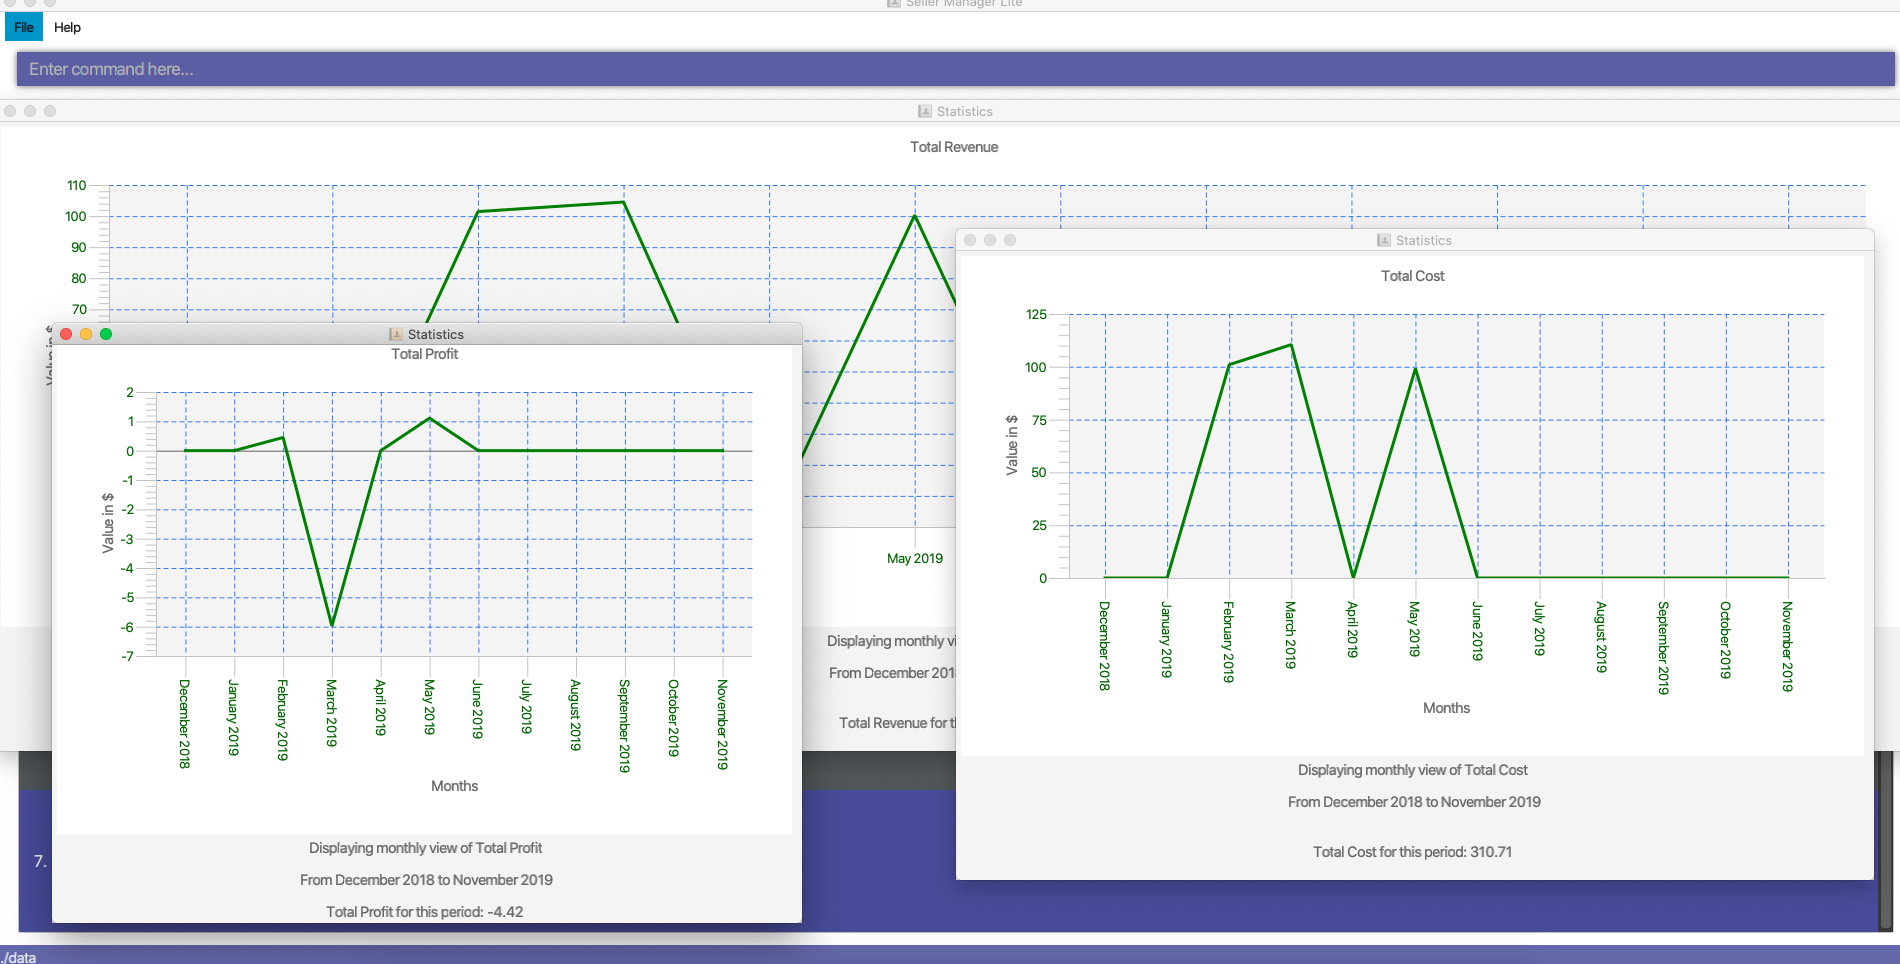 Seller Manager Lite
File Help
Enter command here...
Statistics
Total Revenue
110
100
90
80
70
May 2019
Displaying monthly vi
From December 201
Total Revenue for th
Statistics
Total Profit
2
1
0
-1
-2
-3
-4
-5
-6
-7
Value in $
December 2018
January 2019
February 2019
March 2019
April 2019
May 2019
June 2019
July 2019
August 2019
September 2019
October 2019
November 2019
Months
Displaying monthly view of Total Profit
From December 2018 to November 2019
Total Profit for this period: -4.42
Statistics
Total Cost
125
100
75
50
25
0
Value in $
December 2018
January 2019
February 2019
March 2019
April 2019
May 2019
June 2019
July 2019
August 2019
September 2019
October 2019
November 2019
Months
Displaying monthly view of Total Cost
From December 2018 to November 2019
Total Cost for this period: 310.71
7.
./data